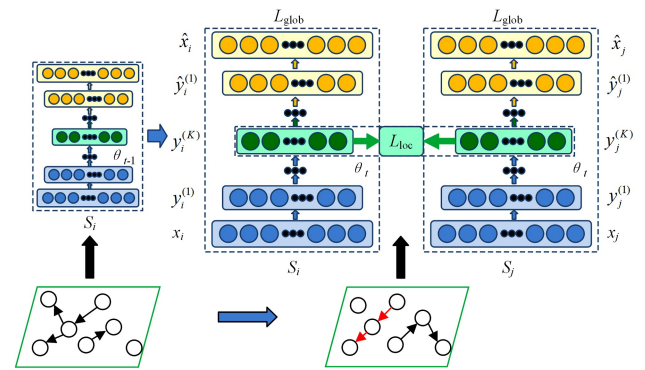 L_glob L_glob
x̂_i x̂_j
ŷ_i^(1) ŷ_j^(1)
y_i^(K) L_loc y_j^(K)
θ_t-1 θ_t θ_t
y_i^(1) y_j^(1)
x_i x_j
S_i S_i S_j